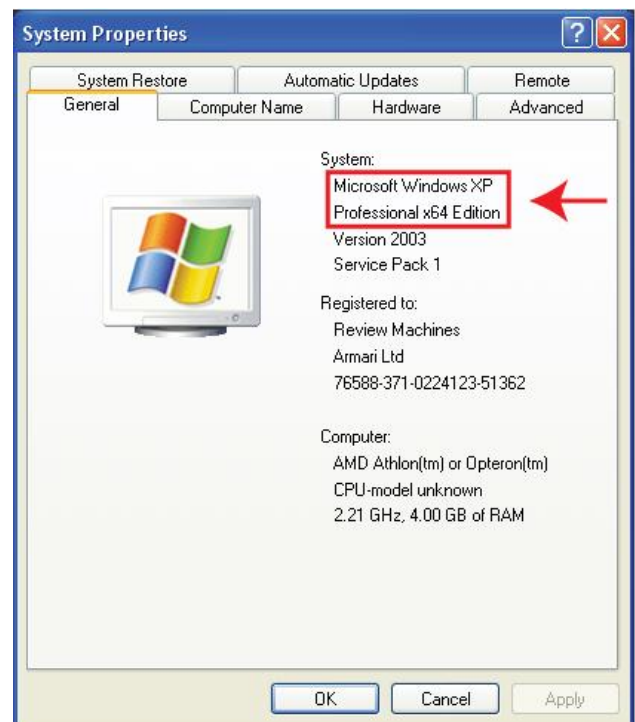 System Properties
System Restore
Automatic Updates
Remote
General
Computer Name
Hardware
Advanced
System:
Microsoft Windows XP
Professional x64 Edition
Version 2003
Service Pack 1
Registered to:
Review Machines
Armari Ltd
76588-371-0224123-51362
Computer:
AMD Athlon(tm) or Opteron(tm)
CPU-model unknown
2.21 GHz, 4.00 GB of RAM
OK
Cancel
Apply